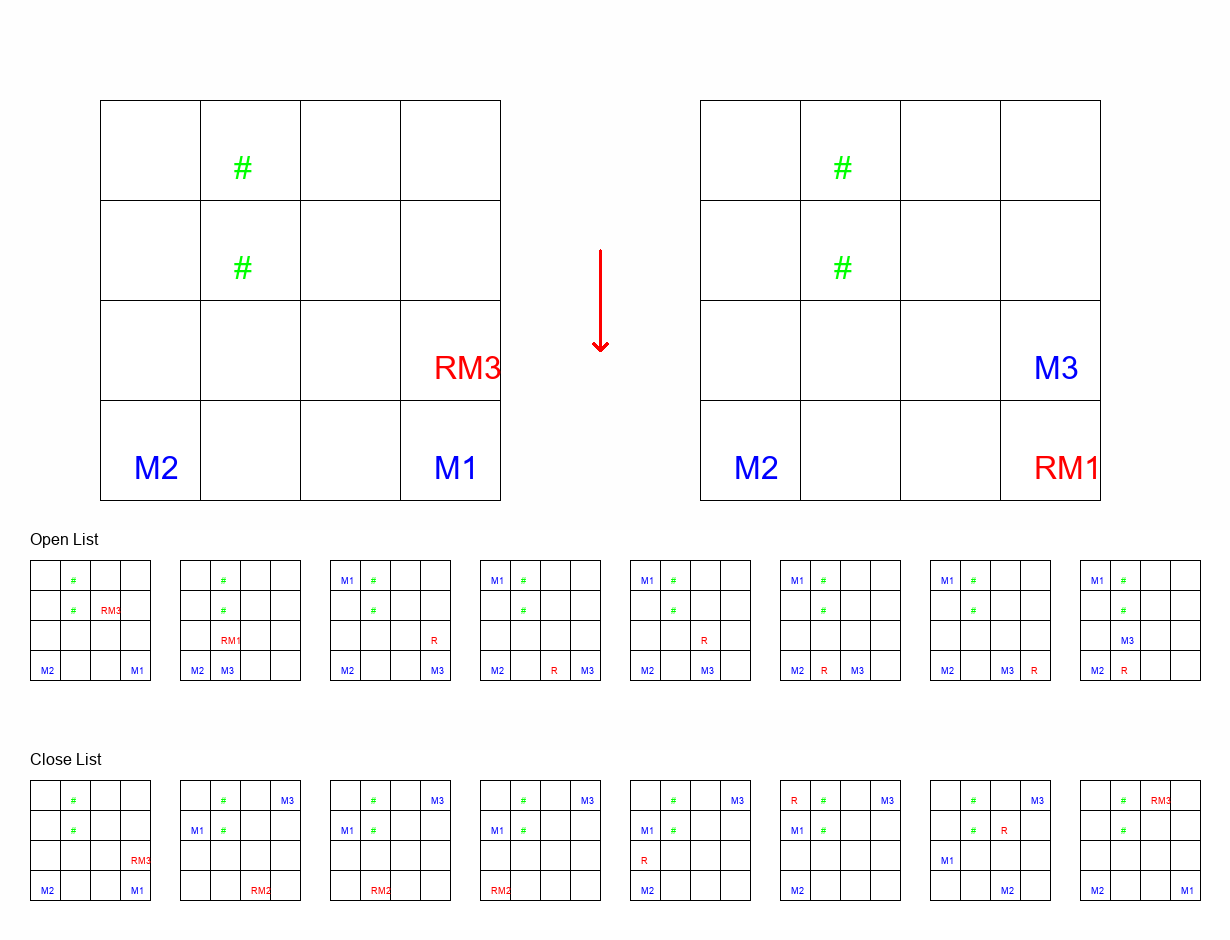 # #
# #
RM3 M3
M2 M1 M2 RM1
Open List
# # M1 # M1 # M1 # M1 # M1 # M1 #
# RM3 # # # # # # #
RM1 R R M3
M2 M1 M2 M3 M2 M3 M2 R M3 M2 M3 M2 R M3 M2 M3 R M2 R
Close List
# # M3 # M3 # M3 # M3 R # M3 # M3 # RM3
# M1 # M1 # M1 # M1 # M1 # # R #
RM3 R M1
M2 M1 RM2 RM2 RM2 M2 M2 M2 M2 M1